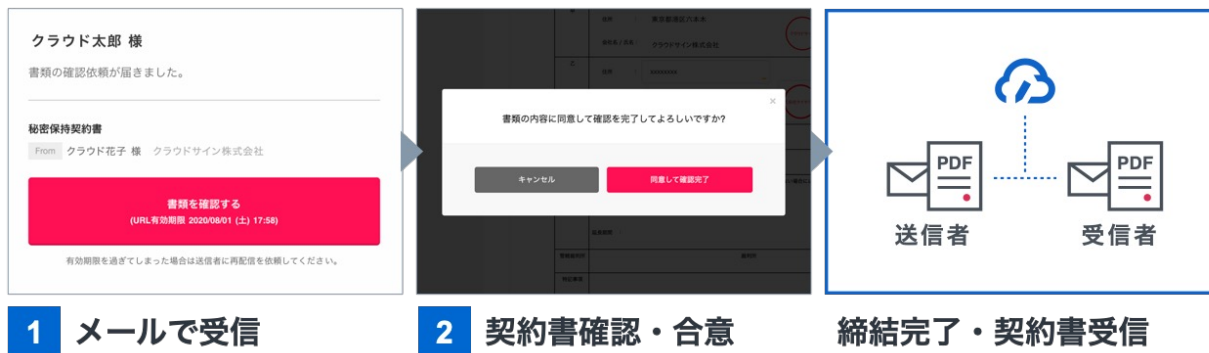 クラウド太郎 様
書類の確認依頼が届きました。
秘密保持契約書
From クラウド花子 様 クラウドサイン株式会社
書類を確認する
(URL有効期限 2020/08/01 (土) 17:58)
有効期限を過ぎてしまった場合は送信者に再配信を依頼してください。
1 メールで受信
東京都港区六本木
クラウドサイン株式会社
×
書類の内容に同意して確認を完了してよろしいですか?
キャンセル
同意して確認完了
2 契約書確認・合意
PDF
PDF
送信者
受信者
締結完了・契約書受信